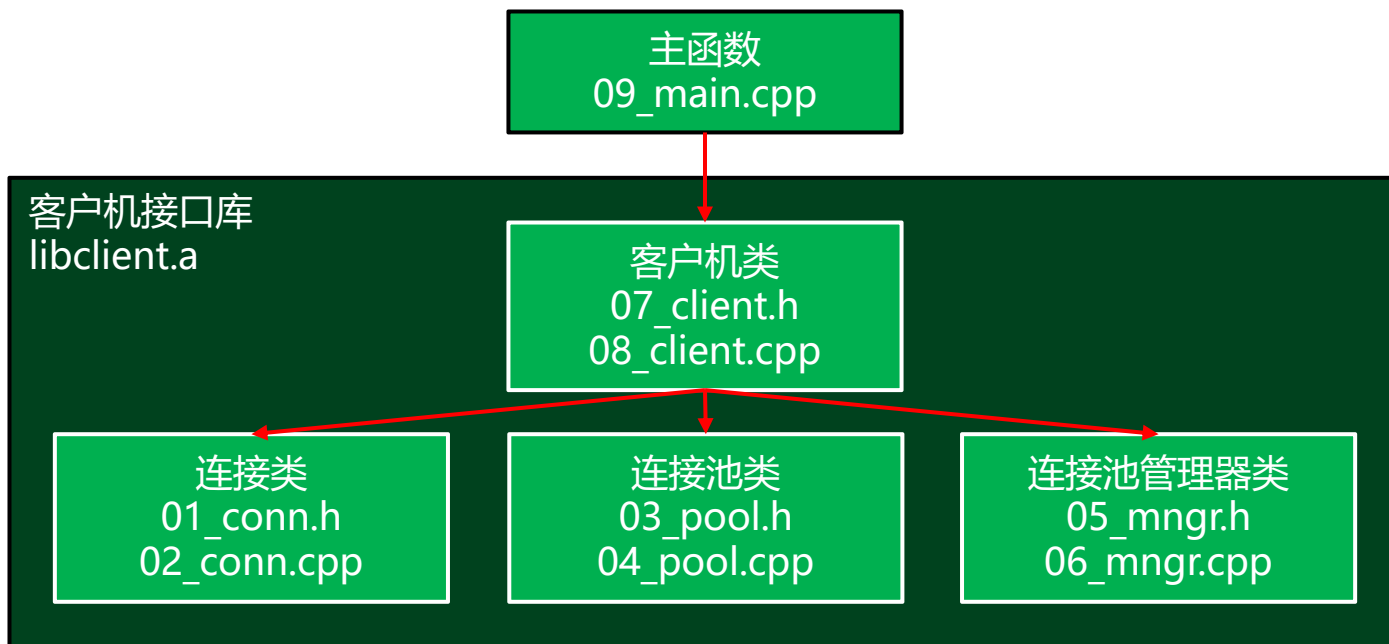 主函数
09_main.cpp
客户机接口库
libclient.a
客户机类
07_client.h
08_client.cpp
连接类
01_conn.h
02_conn.cpp
连接池类
03_pool.h
04_pool.cpp
连接池管理器类
05_mngr.h
06_mngr.cpp